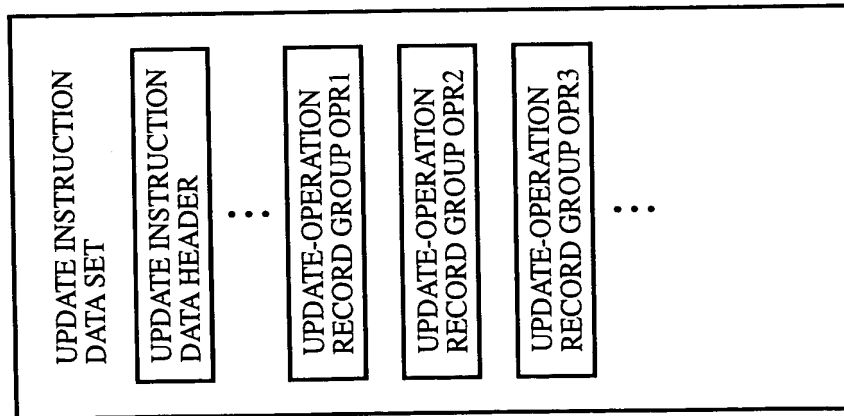 UPDATE INSTRUCTION
DATA SET
UPDATE INSTRUCTION
DATA HEADER
...
UPDATE-OPERATION
RECORD GROUP OPR1
UPDATE-OPERATION
RECORD GROUP OPR2
UPDATE-OPERATION
RECORD GROUP OPR3
...